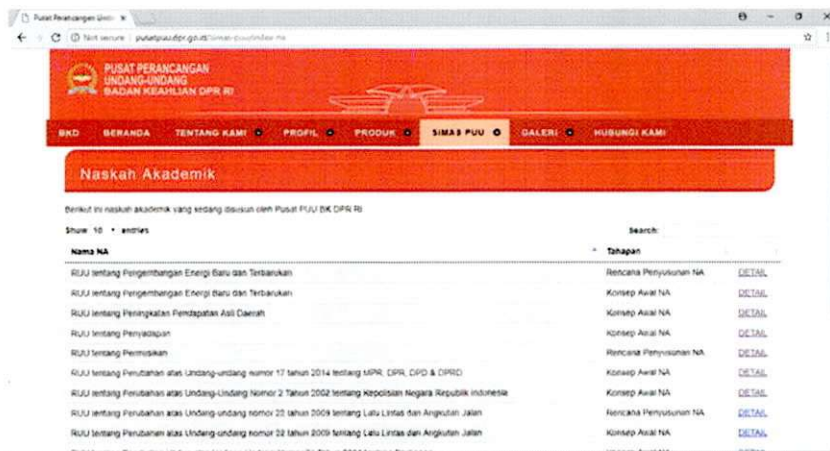 Pusat Perancangan Undan
Not secure | pusatpuu.dpr.go.id/simas-puu/index-na
PUSAT PERANCANGAN
UNDANG-UNDANG
BADAN KEAHLIAN DPR RI
BKD BERANDA TENTANG KAMI PROFIL PRODUK SIMAS PUU GALERI HUBUNGI KAMI
Naskah Akademik
Berikut ini naskah akademik yang sedang disusun oleh Pusat PUU BK DPR RI
Show 10 entries Search:
Nama NA Tahapan
RUU tentang Pengembangan Energi Baru dan Terbarukan Rencana Penyusunan NA DETAIL
RUU tentang Pengembangan Energi Baru dan Terbarukan Konsep Awal NA DETAIL
RUU tentang Peningkatan Pendapatan Asli Daerah Konsep Awal NA DETAIL
RUU tentang Penyadapan Konsep Awal NA DETAIL
RUU tentang Permusikan Rencana Penyusunan NA DETAIL
RUU tentang Perubahan atas Undang-undang nomor 17 tahun 2014 tentang MPR, DPR, DPD & DPRD Konsep Awal NA DETAIL
RUU tentang Perubahan atas Undang-Undang Nomor 2 Tahun 2002 tentang Kepolisian Negara Republik Indonesia Konsep Awal NA DETAIL
RUU tentang Perubahan atas Undang-undang nomor 22 tahun 2009 tentang Lalu Lintas dan Angkutan Jalan Rencana Penyusunan NA DETAIL
RUU tentang Perubahan atas Undang-undang nomor 22 tahun 2009 tentang Lalu Lintas dan Angkutan Jalan Konsep Awal NA DETAIL